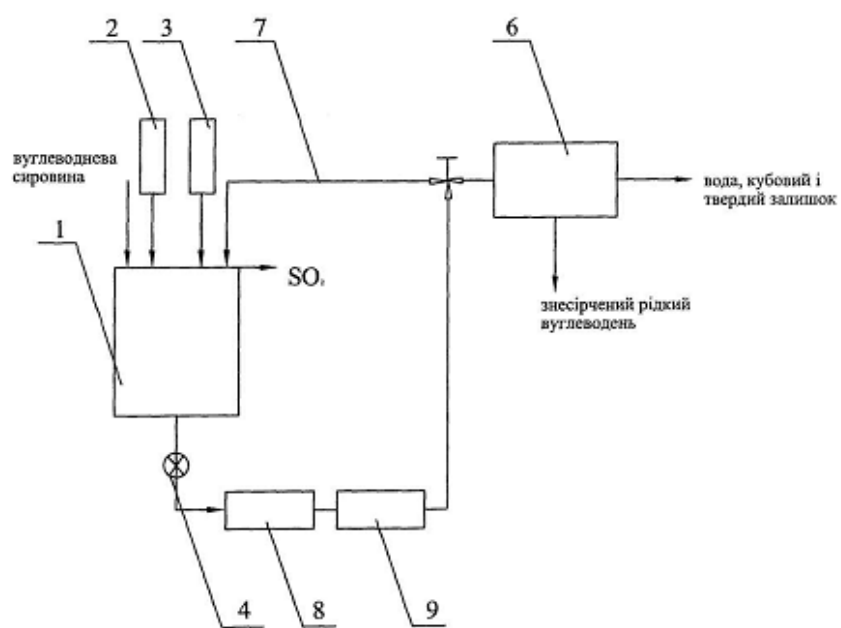 2
3
7
6
вуглеводнева
сировина
вода, кубовий і
твердий залишок
1
SO₂
знесірчений рідкий
вуглеводень
4
8
9